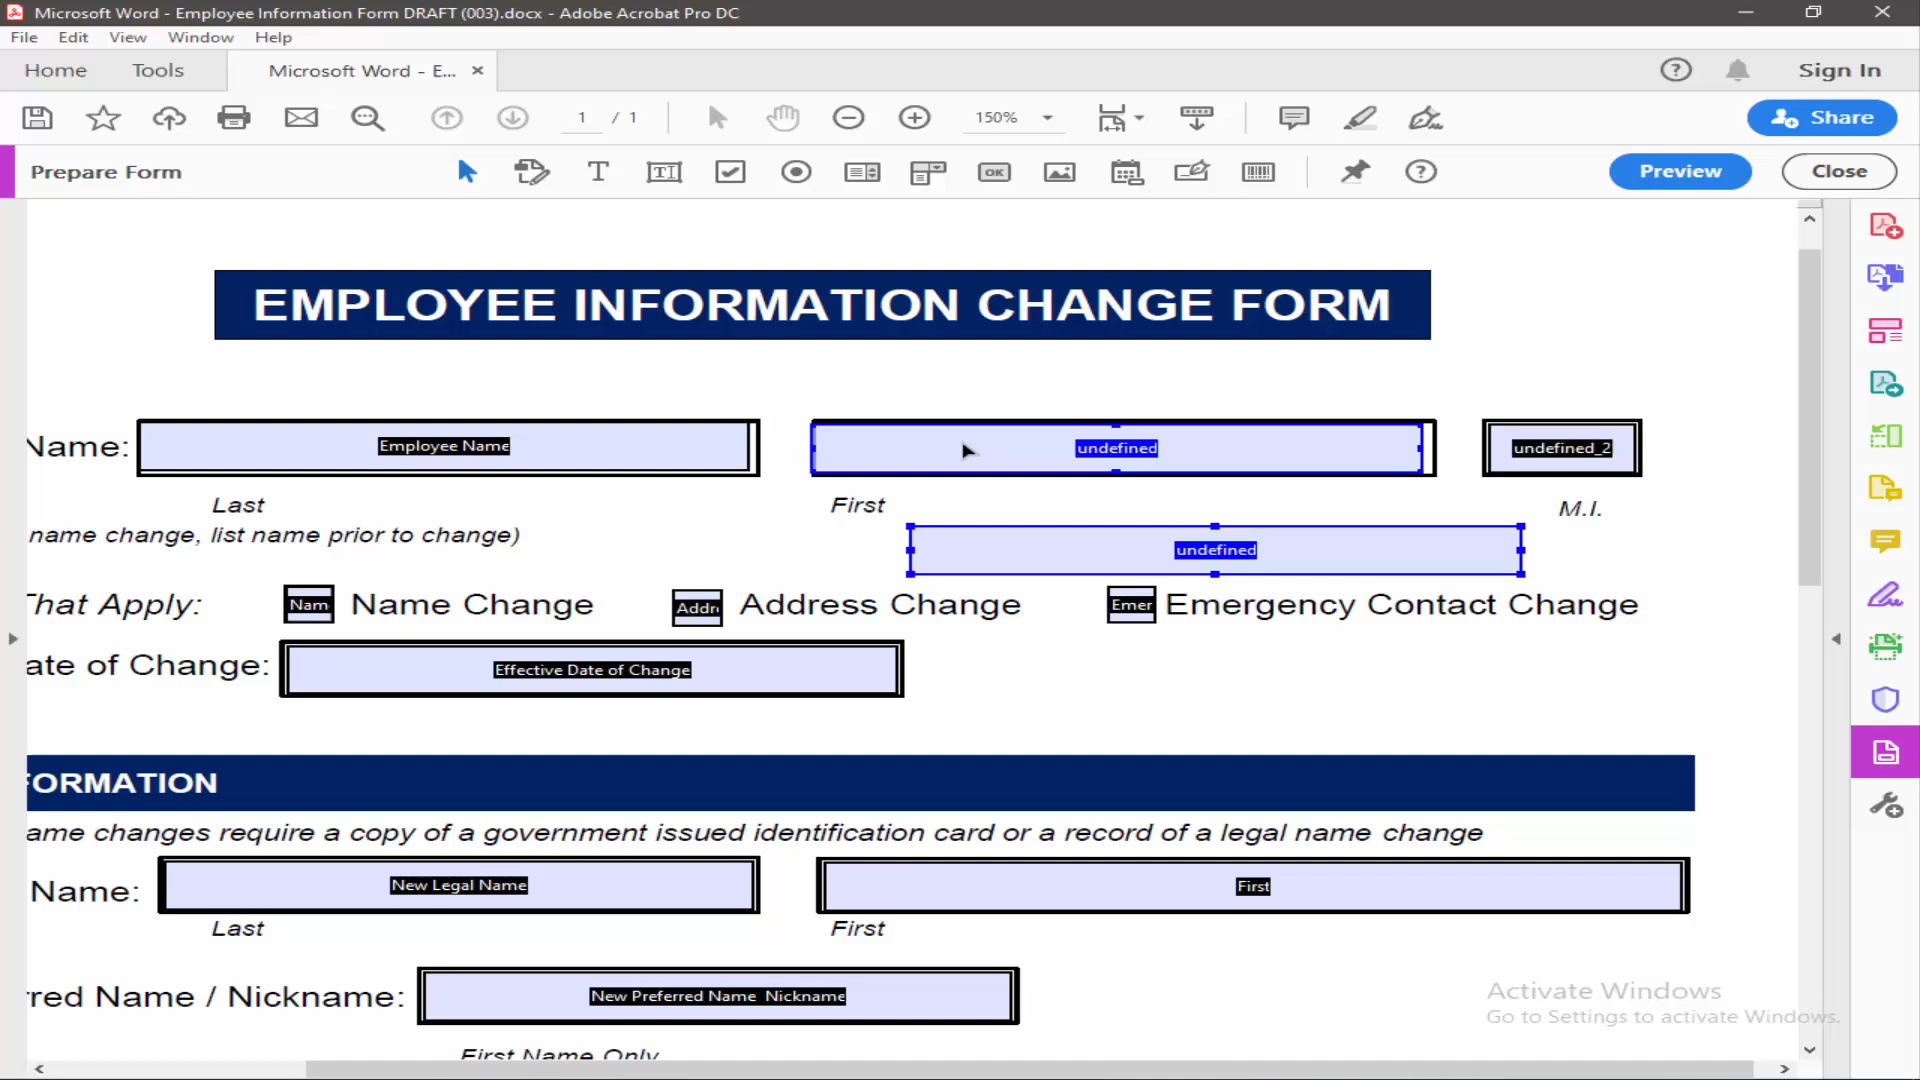 Microsoft Word - Employee Information Form DRAFT (003).docx - Adobe Acrobat Pro DC
File Edit View Window Help
Home Tools Microsoft Word - E... Sign In
1 / 1 150% Share
Prepare Form OK Preview Close
EMPLOYEE INFORMATION CHANGE FORM
Name: Employee Name undefined undefined_2
Last First M.I.
name change, list name prior to change)
undefined
That Apply: Nam Name Change Addr Address Change Emer Emergency Contact Change
ate of Change: Effective Date of Change
FORMATION
ame changes require a copy of a government issued identification card or a record of a legal name change
Name: New Legal Name First
Last First
rred Name / Nickname: New Preferred Name Nickname
First Name Only
Activate Windows
Go to Settings to activate Windows.